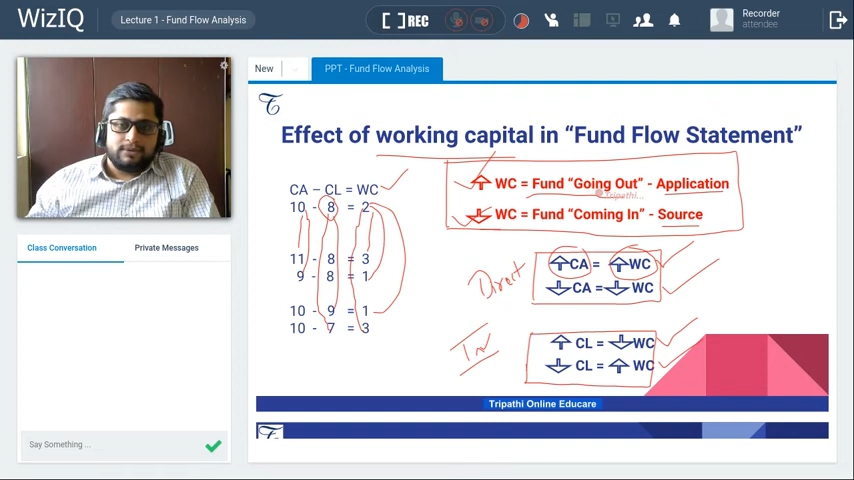 WizIQ
Lecture 1 - Fund Flow Analysis
[ ] REC
Recorder
attendee
New
PPT - Fund Flow Analysis
Effect of working capital in “Fund Flow Statement”
CA – CL = WC
10 - 8 = 2
11 - 8 = 3
9 - 8 = 1
10 - 9 = 1
10 - 7 = 3
WC = Fund “Going Out” - Application
Tripathi...
WC = Fund “Coming In” - Source
Direct
CA = WC
CA = WC
CL = WC
CL = WC
Class Conversation
Private Messages
Say Something ...
Tripathi Online Educare